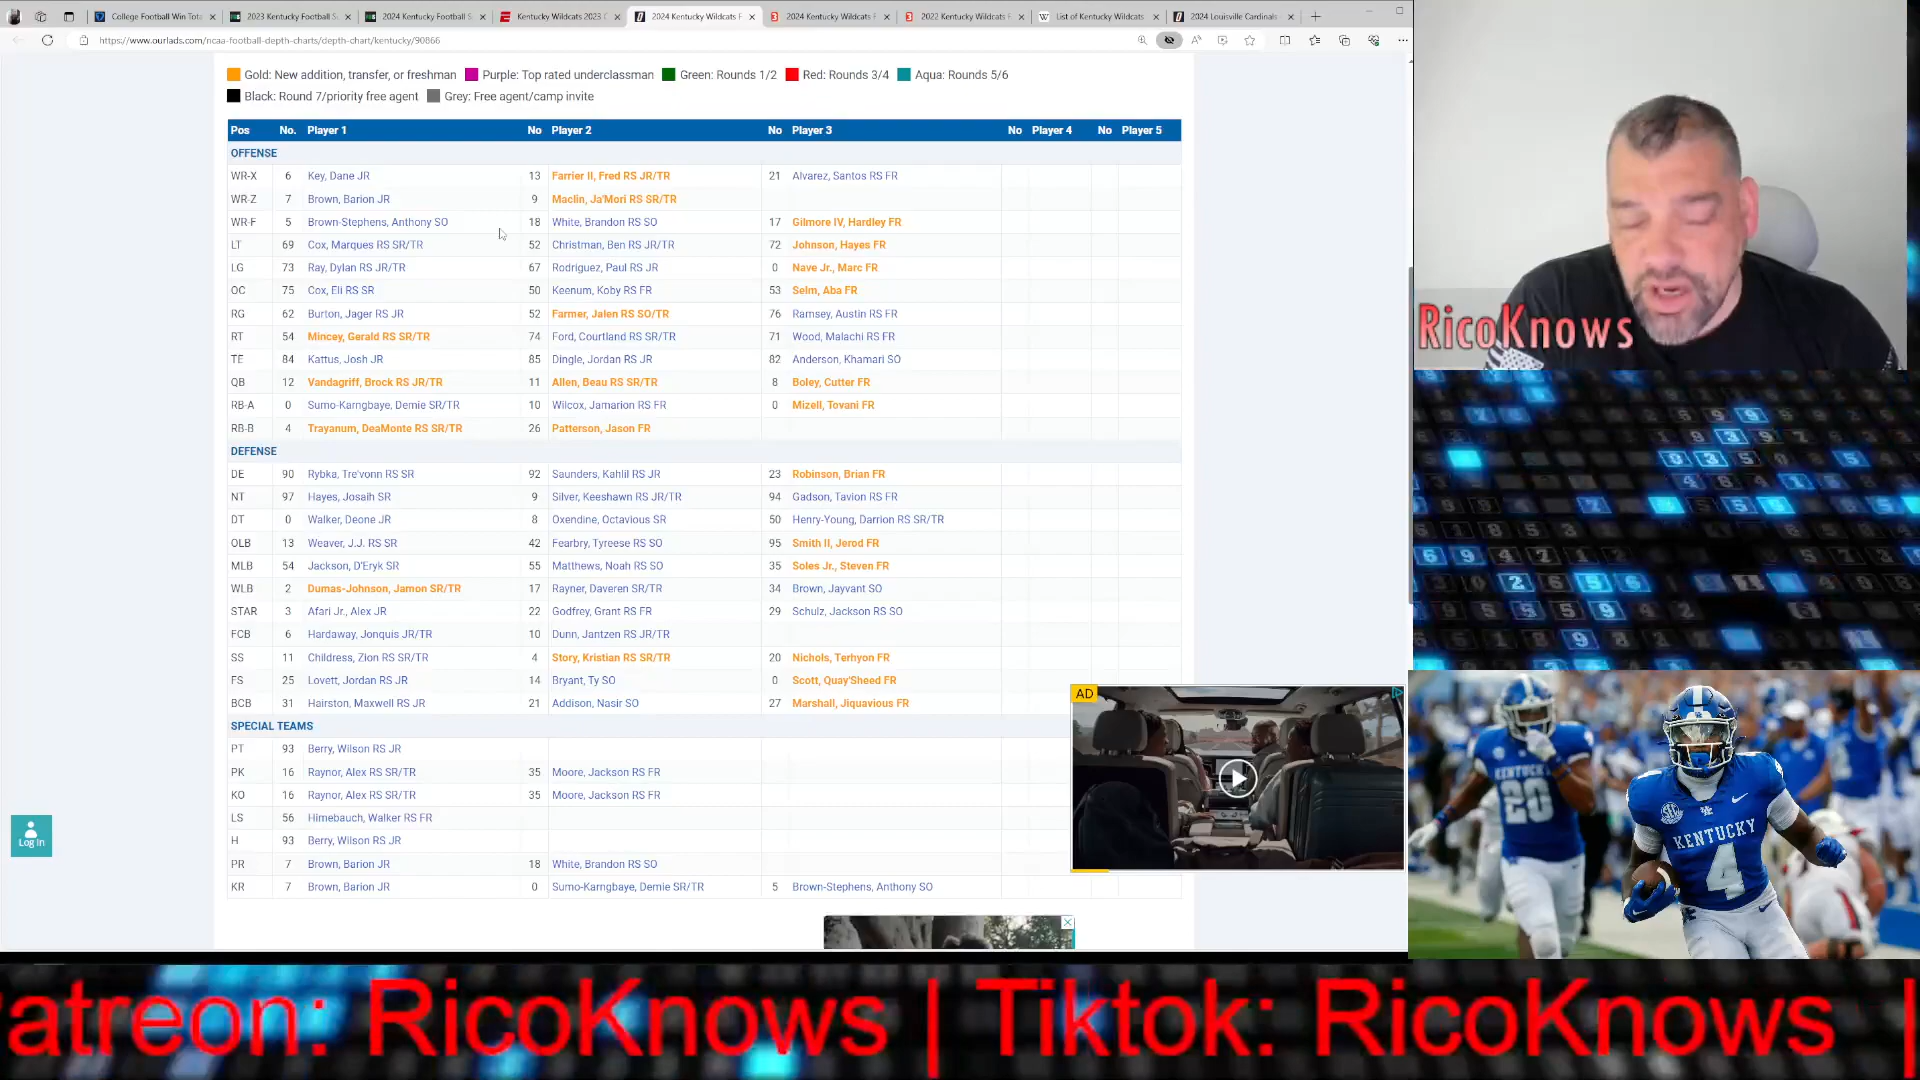 College Football Win Tota
2023 Kentucky Football S
2024 Kentucky Football S
Kentucky Wildcats 2023 C
2024 Kentucky Wildcats F
2024 Kentucky Wildcats F
2022 Kentucky Wildcats F
List of Kentucky Wildcats
2024 Louisville Cardinals
https://www.ourlads.com/ncaa-football-depth-charts/depth-chart/kentucky/90866
Gold: New addition, transfer, or freshman Purple: Top rated underclassman Green: Rounds 1/2 Red: Rounds 3/4 Aqua: Rounds 5/6
Black: Round 7/priority free agent Grey: Free agent/camp invite
Pos No. Player 1 No Player 2 No Player 3 No Player 4 No Player 5
OFFENSE
WR-X 6 Key, Dane JR 13 Farrier II, Fred RS JR/TR 21 Alvarez, Santos RS FR
WR-Z 7 Brown, Barion JR 9 Maclin, Ja'Mori RS SR/TR
WR-F 5 Brown-Stephens, Anthony SO 18 White, Brandon RS SO 17 Gilmore IV, Hardley FR
LT 69 Cox, Marques RS SR/TR 52 Christman, Ben RS JR/TR 72 Johnson, Hayes FR
LG 73 Ray, Dylan RS JR/TR 67 Rodriguez, Paul RS JR 0 Nave Jr., Marc FR
OC 75 Cox, Eli RS SR 50 Keenum, Koby RS FR 53 Selm, Aba FR
RG 62 Burton, Jager RS JR 52 Farmer, Jalen RS SO/TR 76 Ramsey, Austin RS FR
RT 54 Mincey, Gerald RS SR/TR 74 Ford, Courtland RS SR/TR 71 Wood, Malachi RS FR
TE 84 Kattus, Josh JR 85 Dingle, Jordan RS JR 82 Anderson, Khamari SO
QB 12 Vandagriff, Brock RS JR/TR 11 Allen, Beau RS SR/TR 8 Boley, Cutter FR
RB-A 0 Sumo-Karngbaye, Demie SR/TR 10 Wilcox, Jamarion RS FR 0 Mizell, Tovani FR
RB-B 4 Trayanum, DeaMonte RS SR/TR 26 Patterson, Jason FR
DEFENSE
DE 90 Rybka, Tre'vonn RS SR 92 Saunders, Kahlil RS JR 23 Robinson, Brian FR
NT 97 Hayes, Josaih SR 9 Silver, Keeshawn RS JR/TR 94 Gadson, Tavion RS FR
DT 0 Walker, Deone JR 8 Oxendine, Octavious SR 50 Henry-Young, Darrion RS SR/TR
OLB 13 Weaver, J.J. RS SR 42 Fearbry, Tyreese RS SO 95 Smith II, Jerod FR
MLB 54 Jackson, D'Eryk SR 55 Matthews, Noah RS SO 35 Soles Jr., Steven FR
WLB 2 Dumas-Johnson, Jamon SR/TR 17 Rayner, Daveren SR/TR 34 Brown, Jayvant SO
STAR 3 Afari Jr., Alex JR 22 Godfrey, Grant RS FR 29 Schulz, Jackson RS SO
FCB 6 Hardaway, Jonquis JR/TR 10 Dunn, Jantzen RS JR/TR
SS 11 Childress, Zion RS SR/TR 4 Story, Kristian RS SR/TR 20 Nichols, Terhyon FR
FS 25 Lovett, Jordan RS JR 14 Bryant, Ty SO 0 Scott, Quay'Sheed FR
BCB 31 Hairston, Maxwell RS JR 21 Addison, Nasir SO 27 Marshall, Jiquavious FR
SPECIAL TEAMS
PT 93 Berry, Wilson RS JR
PK 16 Raynor, Alex RS SR/TR 35 Moore, Jackson RS FR
KO 16 Raynor, Alex RS SR/TR 35 Moore, Jackson RS FR
LS 56 Himebauch, Walker RS FR
H 93 Berry, Wilson RS JR
PR 7 Brown, Barion JR 18 White, Brandon RS SO
KR 7 Brown, Barion JR 0 Sumo-Karngbaye, Demie SR/TR 5 Brown-Stephens, Anthony SO
Log In
AD
RicoKnows
KENTUCKY
20
SEC
KENTUCKY
4
atreon: RicoKnows | Tiktok: RicoKnows |